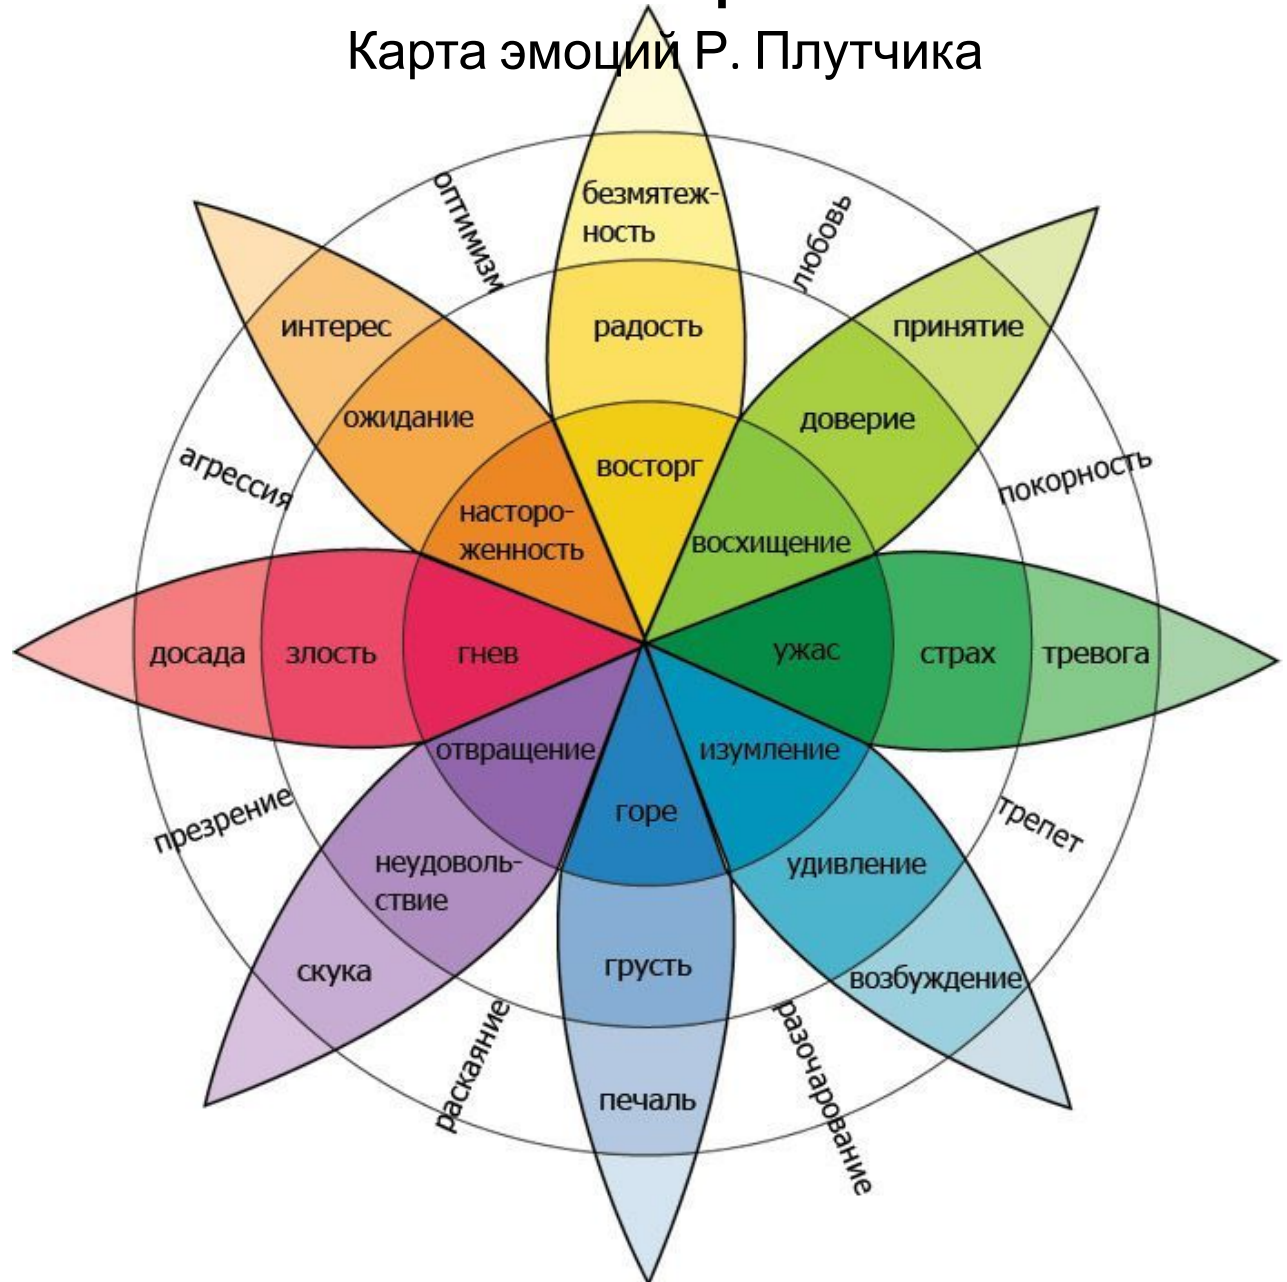 Карта эмоций Р. Плутчика
оптимизм
безмятеж-
ность
любовь
интерес
радость
принятие
ожидание
доверие
агрессия
восторг
покорность
насторо-
женность
восхищение
досада
злость
гнев
ужас
страх
тревога
отвращение
изумление
презрение
горе
трепет
неудоволь-
ствие
удивление
скука
грусть
возбуждение
раскаяние
разочарование
печаль